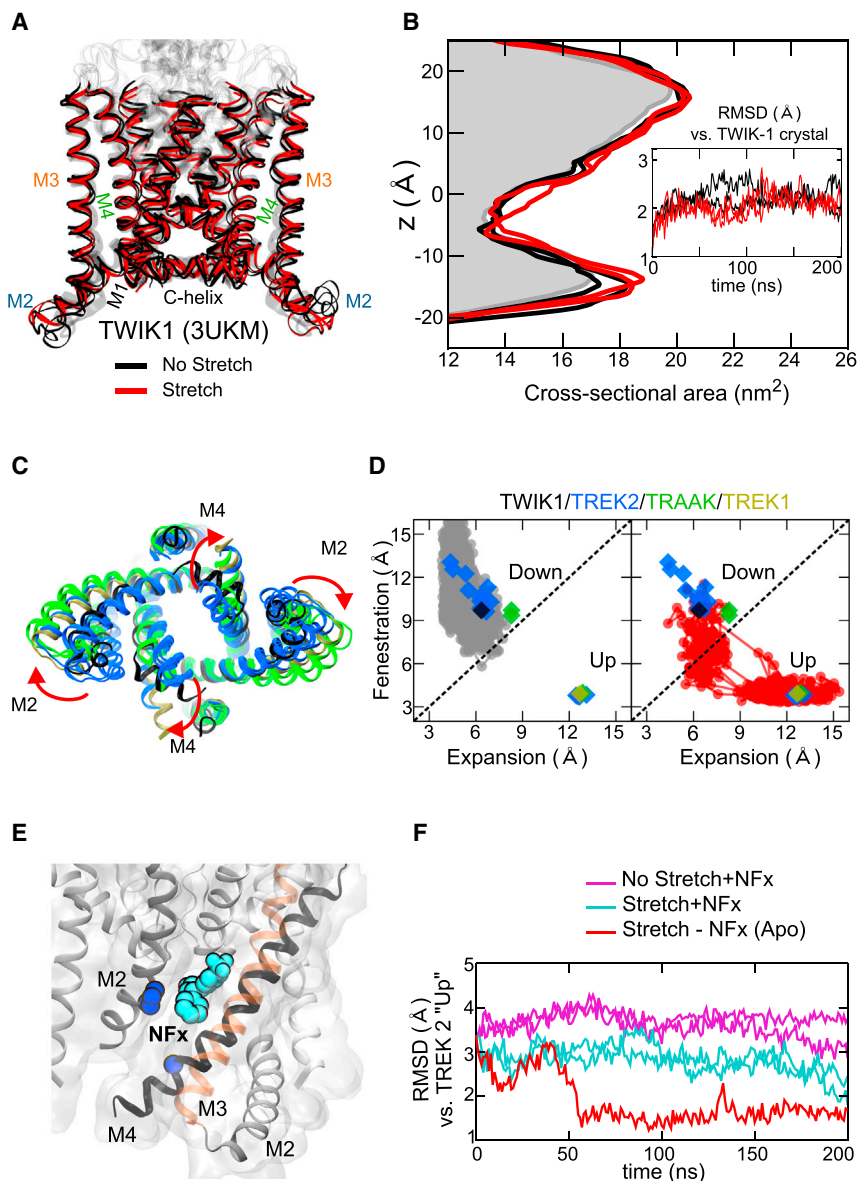 A
M3
M4
M4
M3
M2
M1
C-helix
M2
TWIK1 (3UKM)
No Stretch
Stretch
B
20
10
0
-10
-20
z (Å)
RMSD (Å)
vs. TWIK-1 crystal
3
2
1
0 50 100 150 200
time (ns)
12 14 16 18 20 22 24 26
Cross-sectional area (nm2)
C
M4
M2
M2
M4
D
TWIK1/TREK2/TRAAK/TREK1
Fenestration (Å)
15
12
9
6
3
Down
Up
Down
Up
3 6 9 12 15
3 6 9 12 15
Expansion (Å)
Expansion (Å)
E
M2
NFx
M4
M3
M2
F
No Stretch+NFx
Stretch+NFx
Stretch - NFx (Apo)
RMSD (Å)
vs. TREK 2 "Up"
5
4
3
2
1
0 50 100 150 200
time (ns)